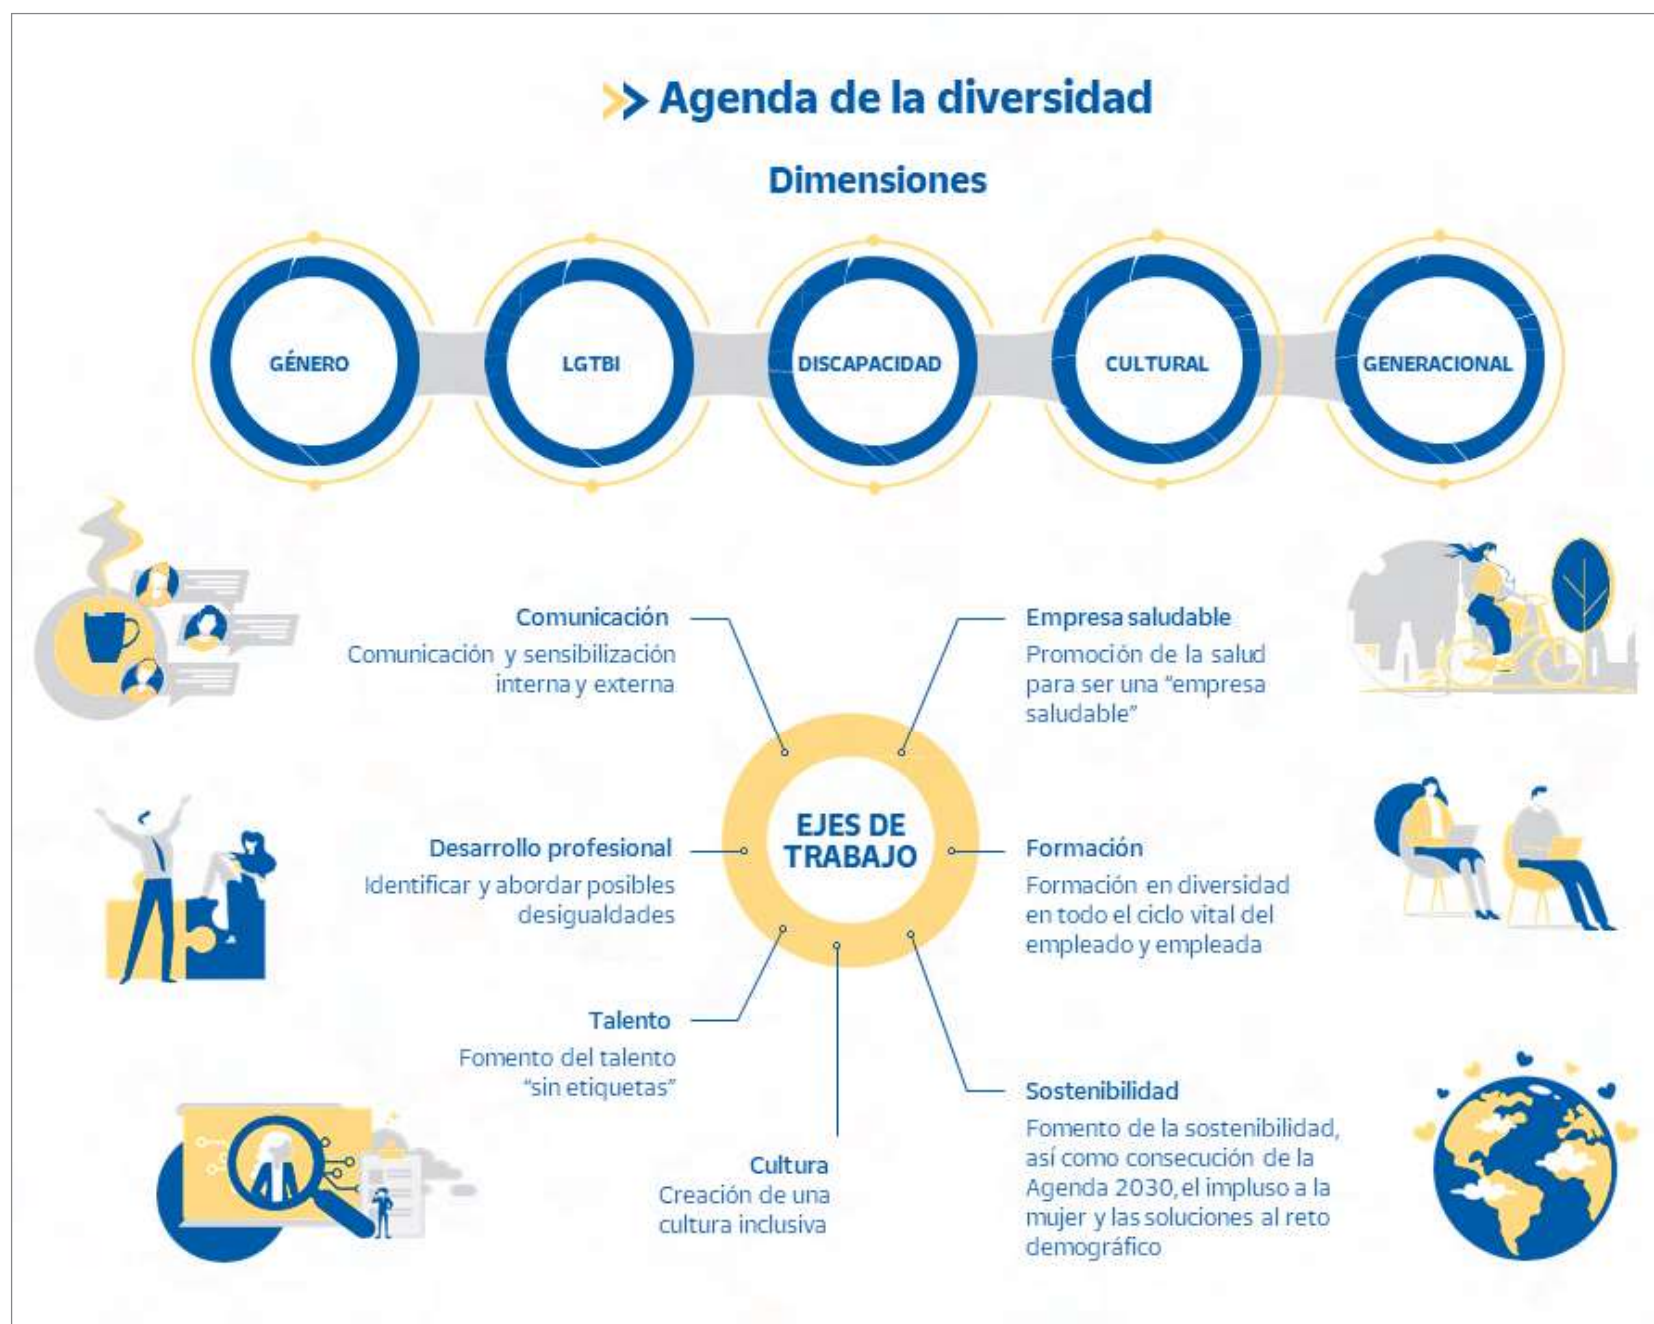 Agenda de la diversidad
Dimensiones
GÉNERO
LGTBI
DISCAPACIDAD
CULTURAL
GENERACIONAL
Comunicación
Comunicación y sensibilización
interna y externa
Empresa saludable
Promoción de la salud
para ser una “empresa
saludable”
EJES DE
TRABAJO
Desarrollo profesional
Identificar y abordar posibles
desigualdades
Formación
Formación en diversidad
en todo el ciclo vital del
empleado y empleada
Talento
Fomento del talento
“sin etiquetas”
Cultura
Creación de una
cultura inclusiva
Sostenibilidad
Fomento de la sostenibilidad,
así como consecución de la
Agenda 2030, el impluso a la
mujer y las soluciones al reto
demográfico